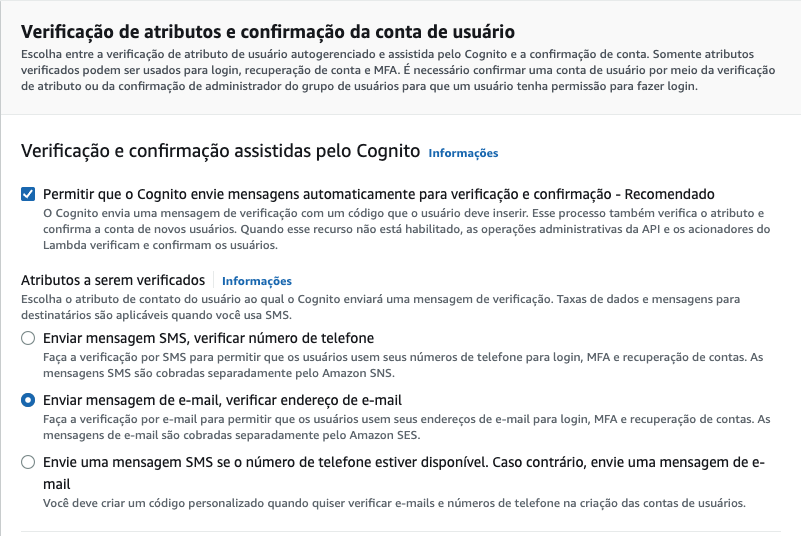 Verificação de atributos e confirmação da conta de usuário
Escolha entre a verificação de atributo de usuário autogerenciado e assistida pelo Cognito e a confirmação de conta. Somente atributos
verificados podem ser usados para login, recuperação de conta e MFA. É necessário confirmar uma conta de usuário por meio da verificação
de atributo ou da confirmação de administrador do grupo de usuários para que um usuário tenha permissão para fazer login.
Verificação e confirmação assistidas pelo Cognito Informações
Permitir que o Cognito envie mensagens automaticamente para verificação e confirmação - Recomendado
O Cognito envia uma mensagem de verificação com um código que o usuário deve inserir. Esse processo também verifica o atributo e
confirma a conta de novos usuários. Quando esse recurso não está habilitado, as operações administrativas da API e os acionadores do
Lambda verificam e confirmam os usuários.
Atributos a serem verificados Informações
Escolha o atributo de contato do usuário ao qual o Cognito enviará uma mensagem de verificação. Taxas de dados e mensagens para
destinatários são aplicáveis quando você usa SMS.
Enviar mensagem SMS, verificar número de telefone
Faça a verificação por SMS para permitir que os usuários usem seus números de telefone para login, MFA e recuperação de contas. As
mensagens SMS são cobradas separadamente pelo Amazon SNS.
Enviar mensagem de e-mail, verificar endereço de e-mail
Faça a verificação por e-mail para permitir que os usuários usem seus endereços de e-mail para login, MFA e recuperação de contas. As
mensagens de e-mail são cobradas separadamente pelo Amazon SES.
Envie uma mensagem SMS se o número de telefone estiver disponível. Caso contrário, envie uma mensagem de e-
mail
Você deve criar um código personalizado quando quiser verificar e-mails e números de telefone na criação das contas de usuários.